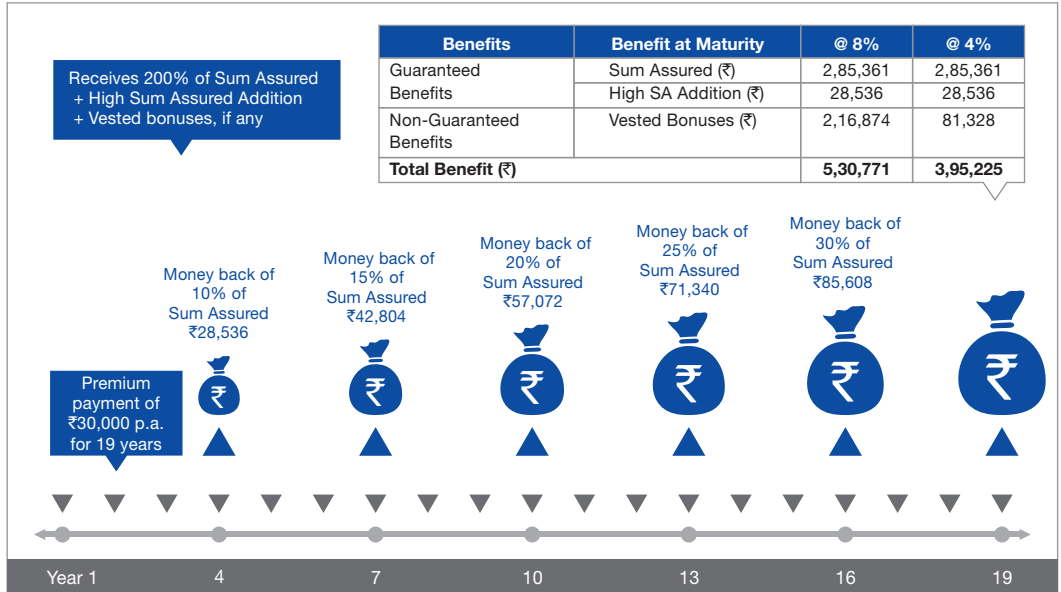 Receives 200% of Sum Assured
+ High Sum Assured Addition
+ Vested bonuses, if any
Benefits Benefit at Maturity @ 8% @ 4%
Guaranteed Sum Assured (₹) 2,85,361 2,85,361
Benefits High SA Addition (₹) 28,536 28,536
Non-Guaranteed Vested Bonuses (₹) 2,16,874 81,328
Benefits
Total Benefit (₹) 5,30,771 3,95,225
Money back of
10% of
Sum Assured
₹28,536
Money back of
15% of
Sum Assured
₹42,804
Money back of
20% of
Sum Assured
₹57,072
Money back of
25% of
Sum Assured
₹71,340
Money back of
30% of
Sum Assured
₹85,608
₹
₹
₹
₹
₹
₹
Premium
payment of
₹30,000 p.a.
for 19 years
Year 1 4 7 10 13 16 19